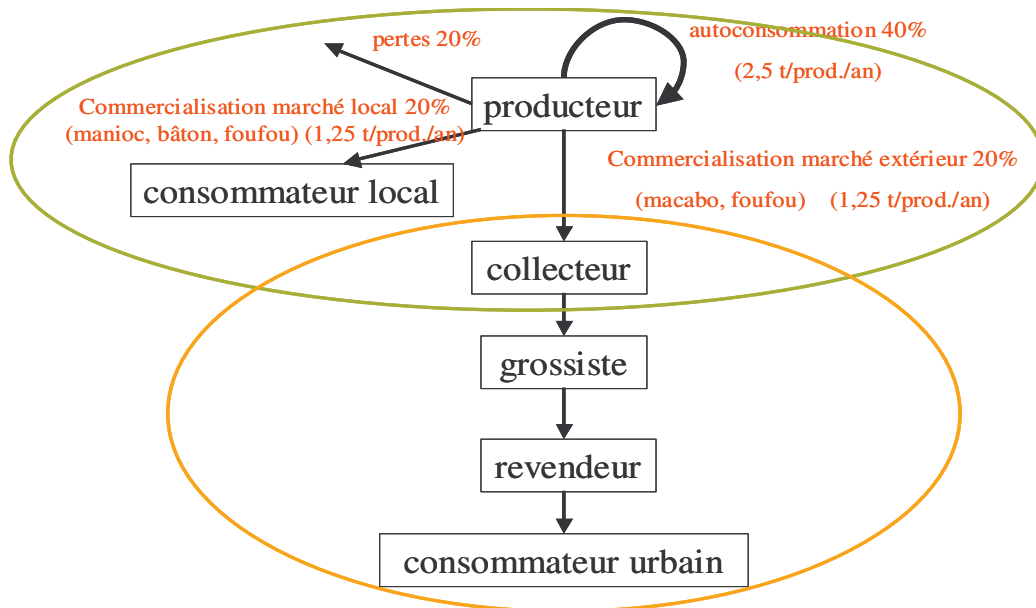 pertes 20%
autoconsommation 40%
(2,5 t/prod./an)
producteur
Commercialisation marché local 20%
(manioc, bâton, foufou) (1,25 t/prod./an)
consommateur local
Commercialisation marché extérieur 20%
(macabo, foufou) (1,25 t/prod./an)
collecteur
grossiste
revendeur
consommateur urbain